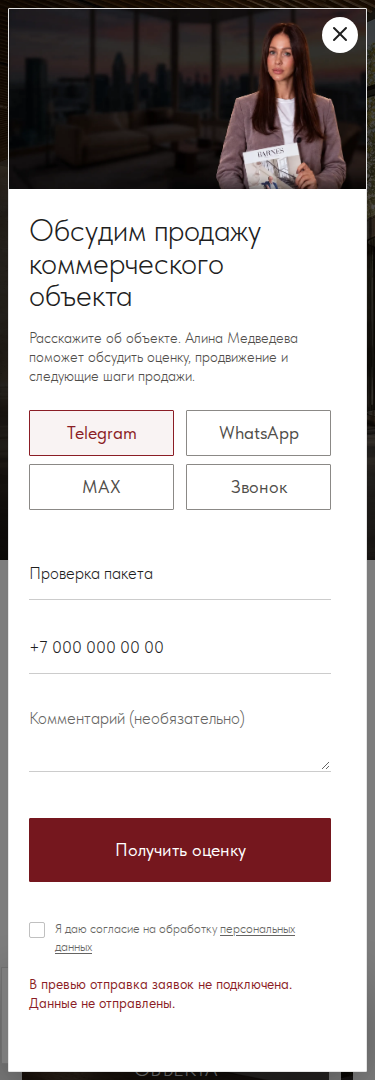 BARNES
Обсудим продажу
коммерческого
объекта
Расскажите об объекте. Алина Медведева
поможет обсудить оценку, продвижение и
следующие шаги продажи.
Telegram
WhatsApp
MAX
Звонок
Проверка пакета
+7 000 000 00 00
Комментарий (необязательно)
Получить оценку
Я даю согласие на обработку персональных
данных
В превью отправка заявок не подключена.
Данные не отправлены.
ОБЪЕКТА